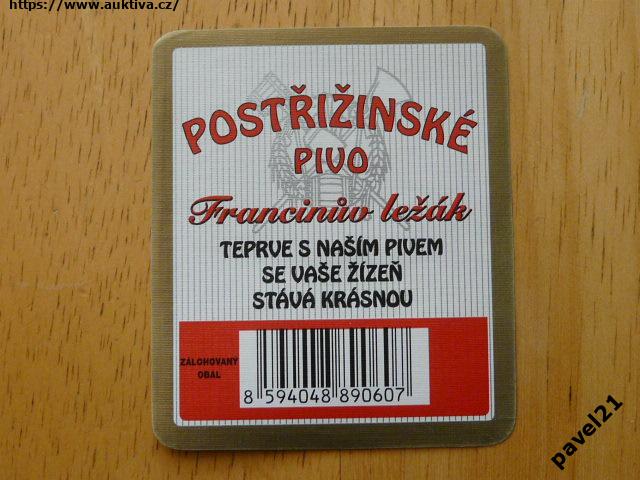 https://www.auktiva.cz/
POSTŘIŽINSKÉ
PIVO
Francinův ležák
TEPRVE S NAŠÍM PIVEM
SE VAŠE ŽÍZEŇ
STÁVÁ KRÁSNOU
ZÁLOHOVANÝ
OBAL
8 594048 890607
pavel21